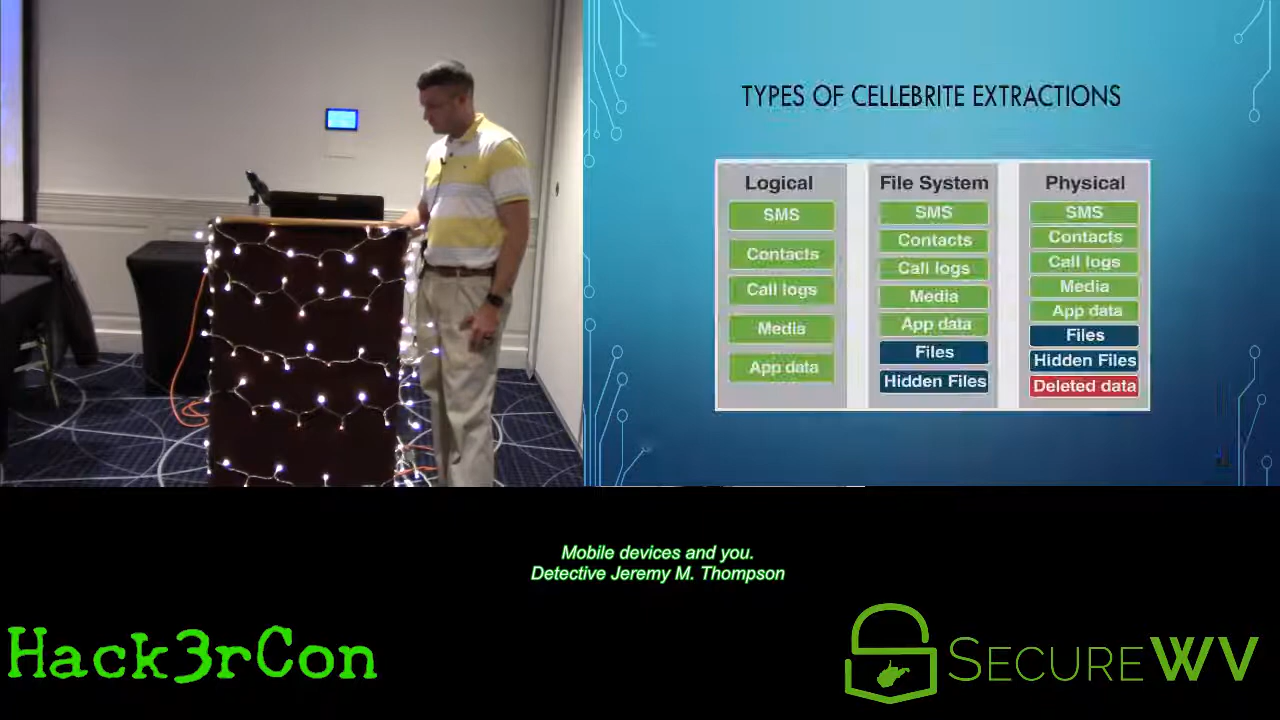 TYPES OF CELLEBRITE EXTRACTIONS
Logical
SMS
Contacts
Call logs
Media
App data
File System
SMS
Contacts
Call logs
Media
App data
Files
Hidden Files
Physical
SMS
Contacts
Call logs
Media
App data
Files
Hidden Files
Deleted data
Mobile devices and you.
Detective Jeremy M. Thompson
Hack3rCon
SECUREWV